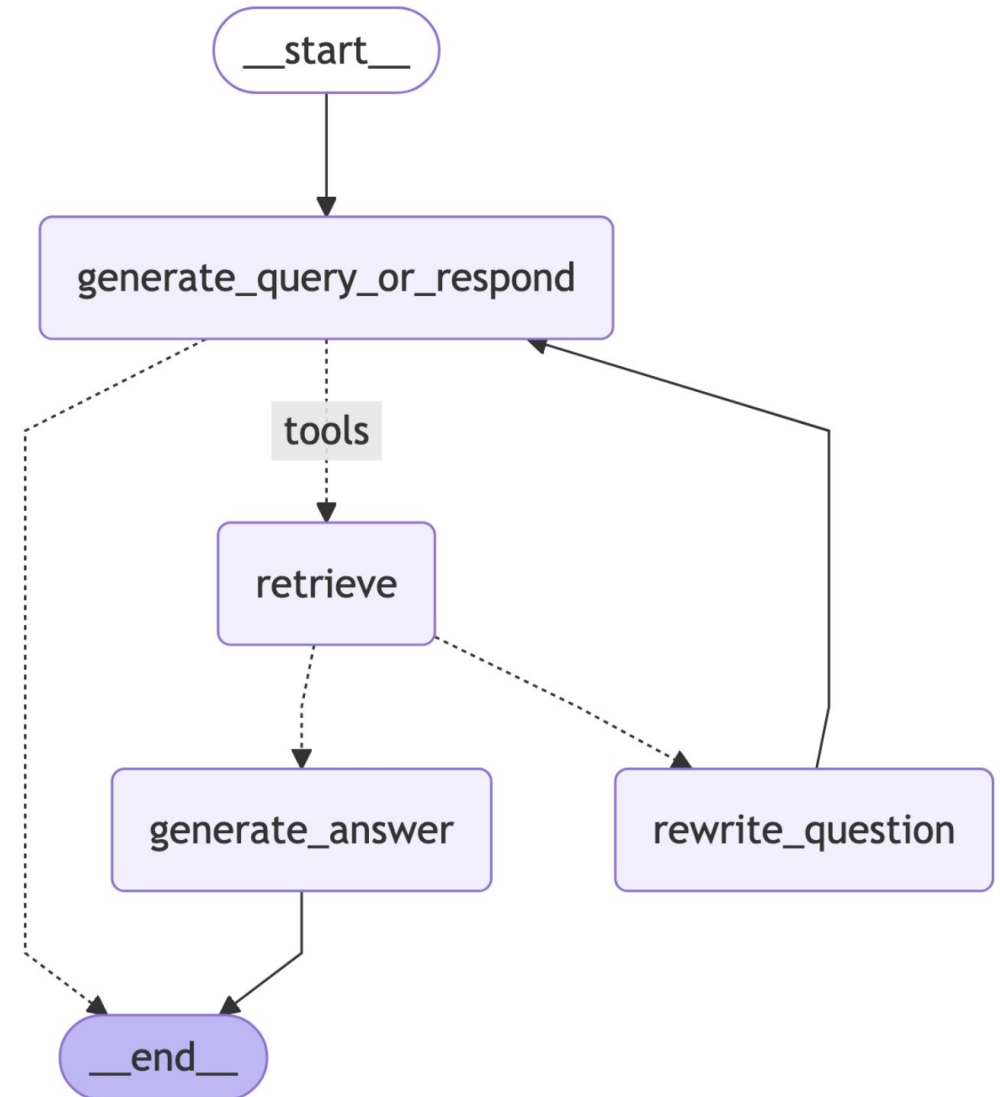 __start__
generate_query_or_respond
tools
retrieve
generate_answer
rewrite_question
__end__